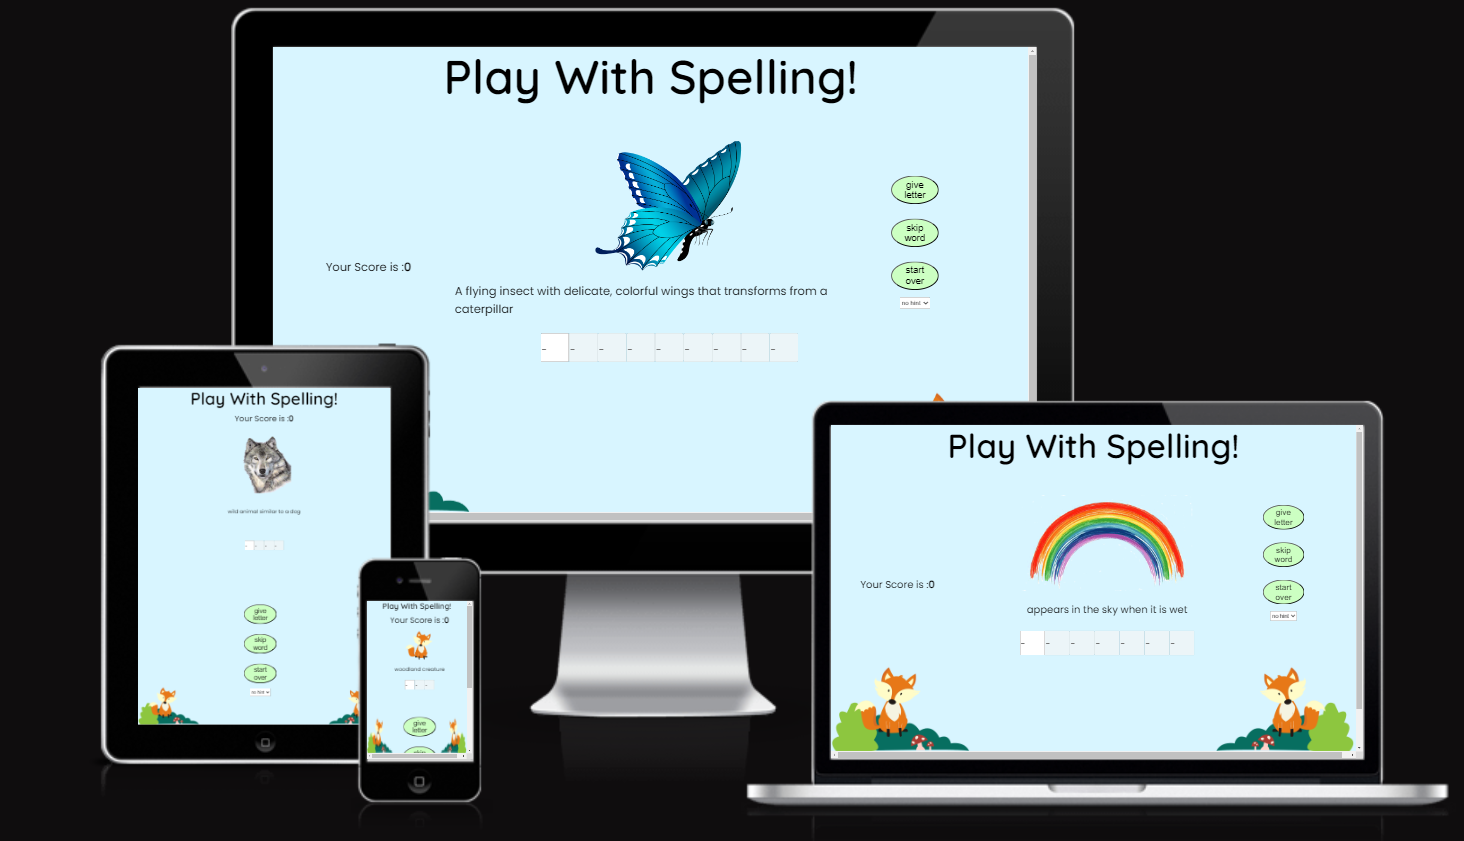 Play With Spelling!
give
letter
skip
word
start
over
no hint
Your Score is :0
A flying insect with delicate, colorful wings that transforms from a
caterpillar
_ _ _ _ _ _ _ _ _
Play With Spelling!
Your Score is :0
wild animal similar to a dog
_ _ _ _
give
letter
skip
word
start
over
no hint
Play With Spelling!
Your Score is :0
woodland creature
_ _ _
give
letter
skip
Play With Spelling!
give
letter
skip
word
start
over
no hint
Your Score is :0
appears in the sky when it is wet
_ _ _ _ _ _ _